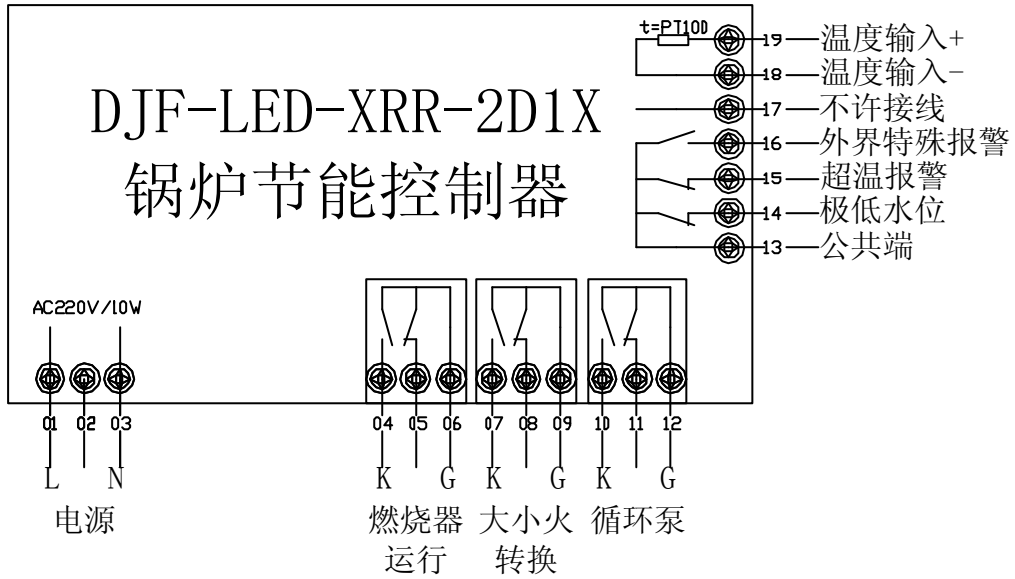 t=PT100
19 温度输入+
18 温度输入-
17 不许接线
16 外界特殊报警
15 超温报警
14 极低水位
13 公共端
DJF-LED-XRR-2D1X
锅炉节能控制器
AC220V/10W
01 02 03 04 05 06 07 08 09 10 11 12
L N K G K G K G
电源 燃烧器 大小火 循环泵
运行 转换